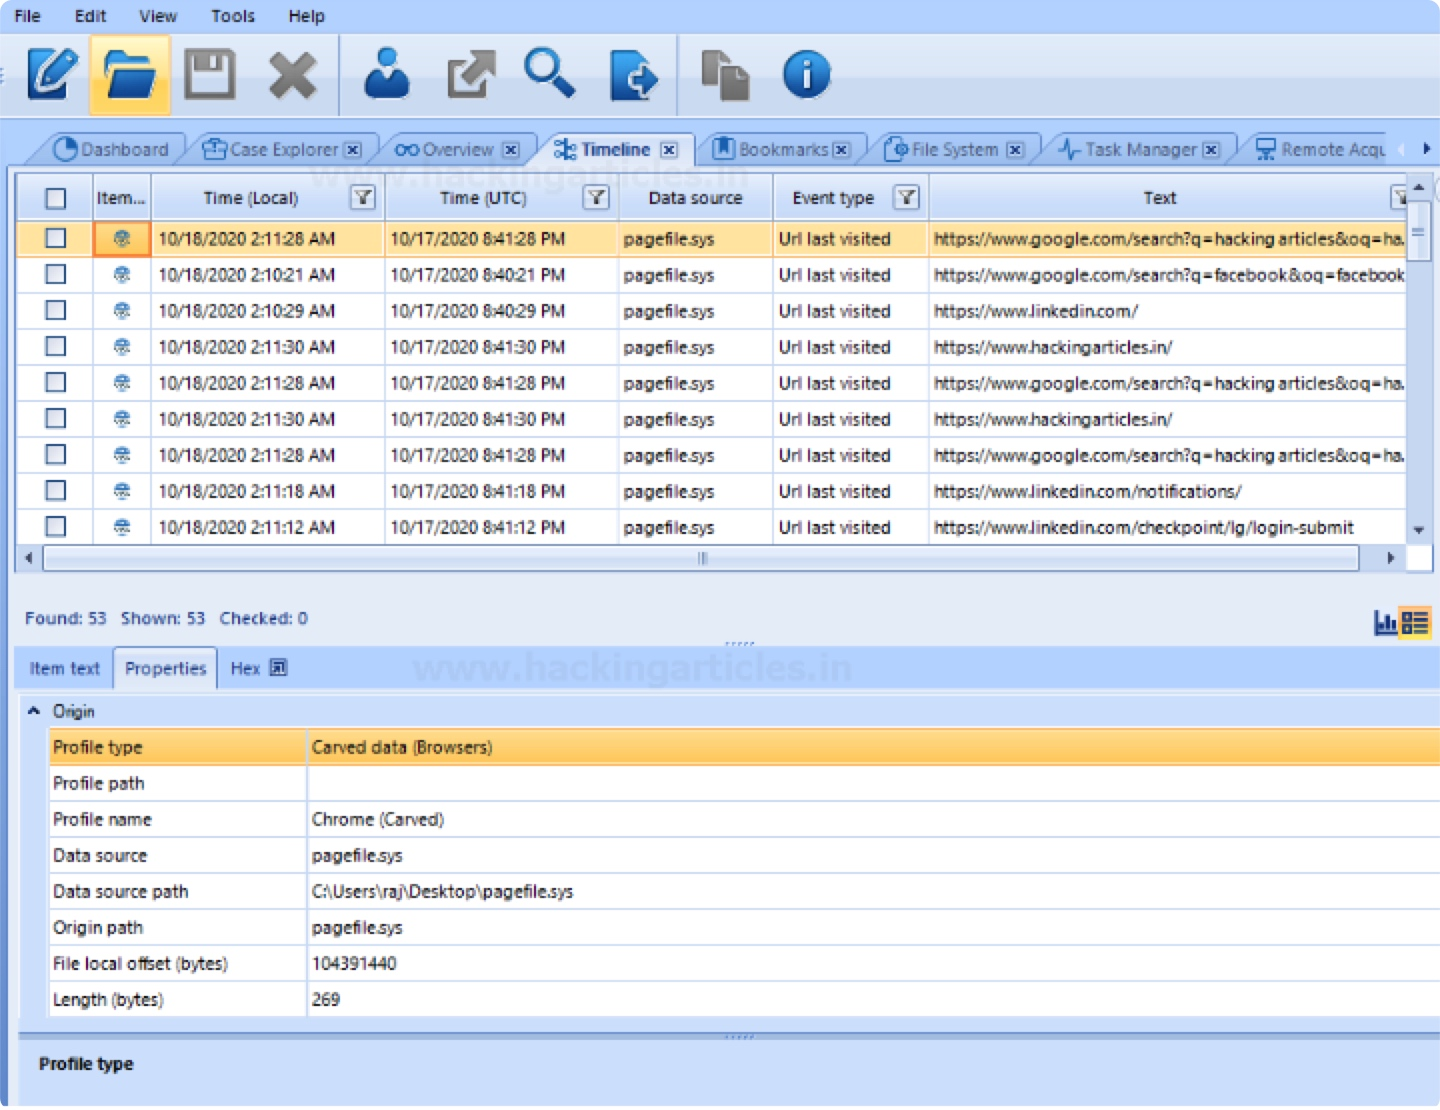 File Edit View Tools Help
Dashboard Case Explorer Overview Timeline Bookmarks File System Task Manager Remote Acqu
www.hackingarticles.in
Item... Time (Local) Time (UTC) Data source Event type Text
10/18/2020 2:11:28 AM 10/17/2020 8:41:28 PM pagefile.sys Url last visited https://www.google.com/search?q=hacking articles&oq=ha.
10/18/2020 2:10:21 AM 10/17/2020 8:40:21 PM pagefile.sys Url last visited https://www.google.com/search?q=facebook&oq=facebook
10/18/2020 2:10:29 AM 10/17/2020 8:40:29 PM pagefile.sys Url last visited https://www.linkedin.com/
10/18/2020 2:11:30 AM 10/17/2020 8:41:30 PM pagefile.sys Url last visited https://www.hackingarticles.in/
10/18/2020 2:11:28 AM 10/17/2020 8:41:28 PM pagefile.sys Url last visited https://www.google.com/search?q=hacking articles&oq=ha.
10/18/2020 2:11:30 AM 10/17/2020 8:41:30 PM pagefile.sys Url last visited https://www.hackingarticles.in/
10/18/2020 2:11:28 AM 10/17/2020 8:41:28 PM pagefile.sys Url last visited https://www.google.com/search?q=hacking articles&oq=ha.
10/18/2020 2:11:18 AM 10/17/2020 8:41:18 PM pagefile.sys Url last visited https://www.linkedin.com/notifications/
10/18/2020 2:11:12 AM 10/17/2020 8:41:12 PM pagefile.sys Url last visited https://www.linkedin.com/checkpoint/lg/login-submit
Found: 53 Shown: 53 Checked: 0
Item text Properties Hex
www.hackingarticles.in
Origin
Profile type Carved data (Browsers)
Profile path
Profile name Chrome (Carved)
Data source pagefile.sys
Data source path C:\Users\raj\Desktop\pagefile.sys
Origin path pagefile.sys
File local offset (bytes) 104391440
Length (bytes) 269
Profile type